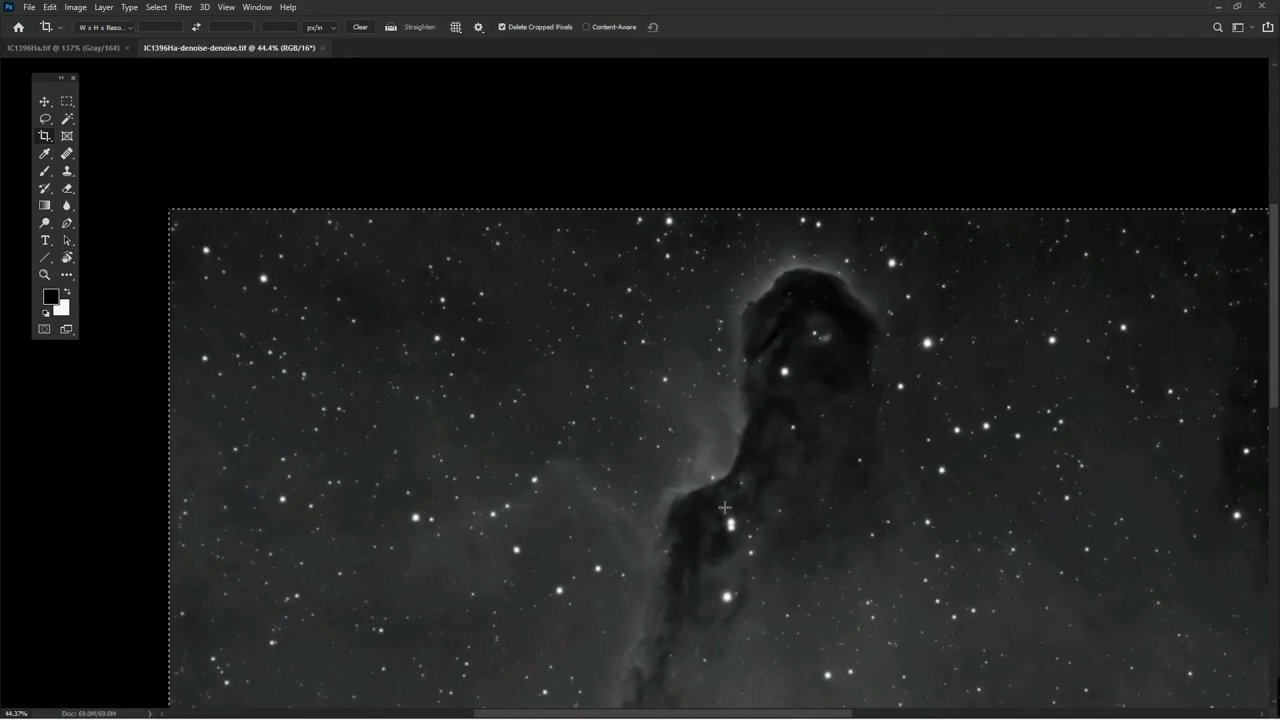 Ps File Edit Image Layer Type Select Filter 3D View Window Help
W x H x Reso... px/in Clear Straighten Delete Cropped Pixels Content-Aware
IC1396Ha.tif @ 137% (Gray/16#) × IC1396Ha-denoise-denoise.tif @ 44.4% (RGB/16*) ×
T
44.37% Doc: 69.0M/69.0M